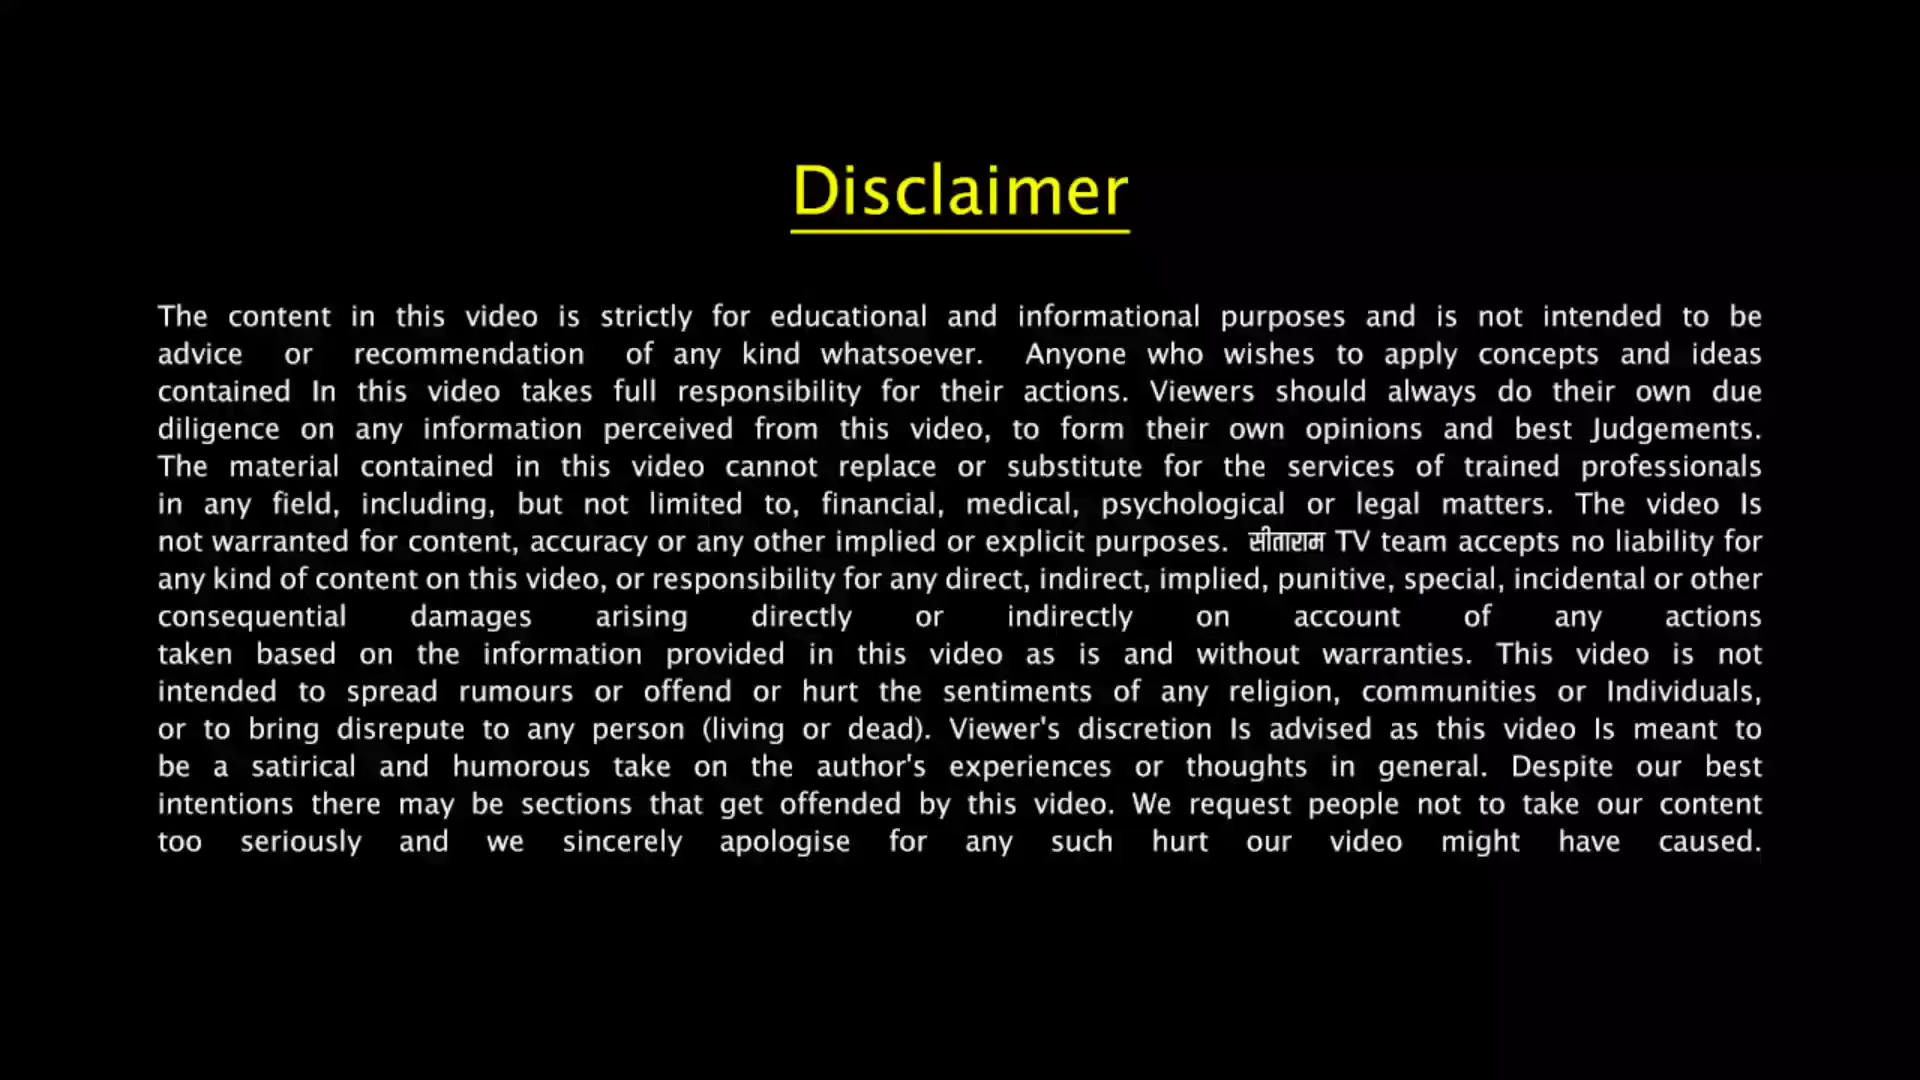 Disclaimer
The content in this video is strictly for educational and informational purposes and is not intended to be
advice or recommendation of any kind whatsoever. Anyone who wishes to apply concepts and ideas
contained In this video takes full responsibility for their actions. Viewers should always do their own due
diligence on any information perceived from this video, to form their own opinions and best Judgements.
The material contained in this video cannot replace or substitute for the services of trained professionals
in any field, including, but not limited to, financial, medical, psychological or legal matters. The video Is
not warranted for content, accuracy or any other implied or explicit purposes. सीताराम TV team accepts no liability for
any kind of content on this video, or responsibility for any direct, indirect, implied, punitive, special, incidental or other
consequential damages arising directly or indirectly on account of any actions
taken based on the information provided in this video as is and without warranties. This video is not
intended to spread rumours or offend or hurt the sentiments of any religion, communities or Individuals,
or to bring disrepute to any person (living or dead). Viewer's discretion Is advised as this video Is meant to
be a satirical and humorous take on the author's experiences or thoughts in general. Despite our best
intentions there may be sections that get offended by this video. We request people not to take our content
too seriously and we sincerely apologise for any such hurt our video might have caused.